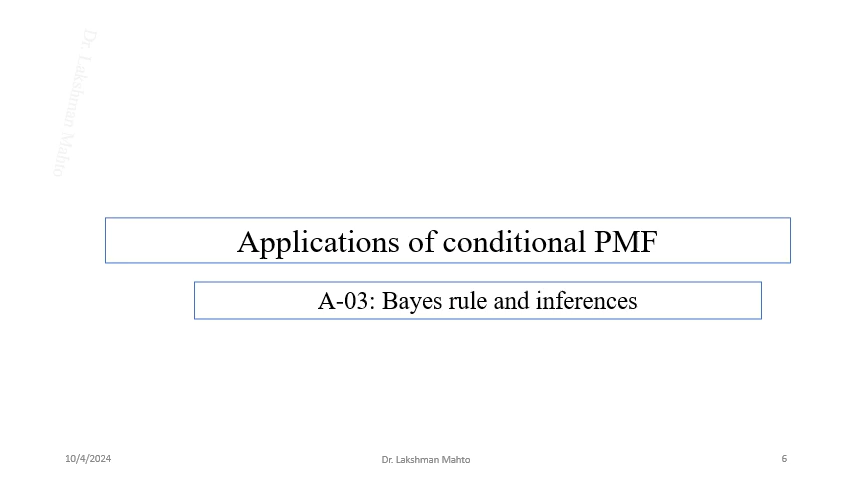 Dr. Lakshman Mahto
Applications of conditional PMF
A-03: Bayes rule and inferences
10/4/2024
Dr. Lakshman Mahto
6